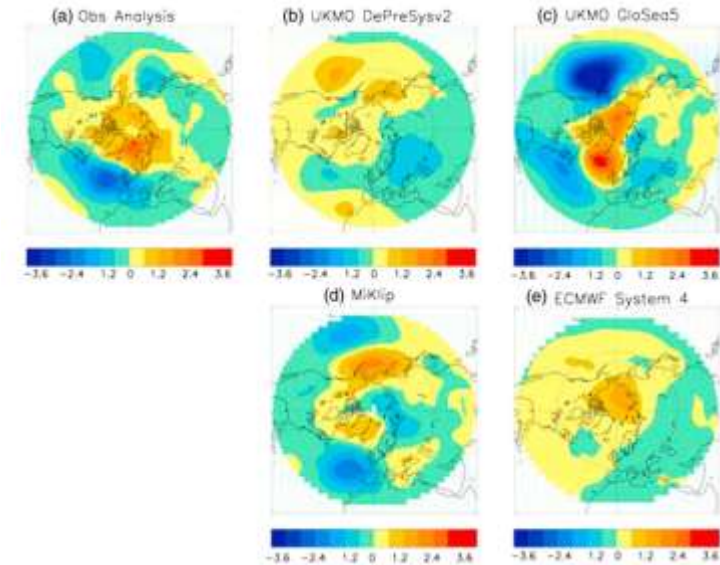 (a) Obs Analysis
(b) UKMO DePreSysv2
(c) UKMO GloSea5
-3.6 -2.4 1.2 0 1.2 2.4 3.6
-3.6 -2.4 1.2 0 1.2 2.4 3.6
-3.6 -2.4 1.2 0 1.2 2.4 3.6
(d) MiKlip
(e) ECMWF System 4
-3.6 -2.4 1.2 0 1.2 2.4 3.6
-3.6 -2.4 1.2 0 1.2 2.4 3.6